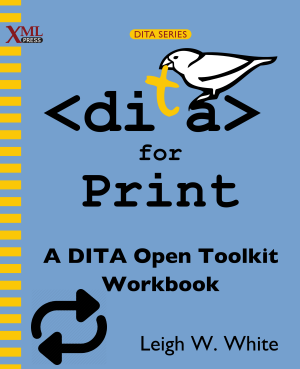 XML
PRESS
DITA SERIES
<dita>
for
Print
A DITA Open Toolkit
Workbook
Leigh W. White